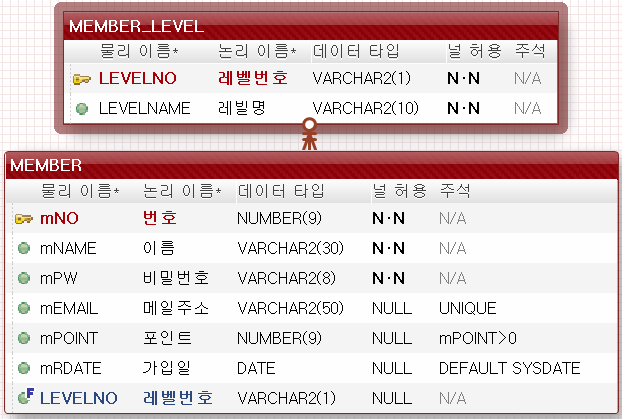 MEMBER_LEVEL
물리 이름* 논리 이름* 데이터 타입 널 허용 주석
LEVELNO 레벨번호 VARCHAR2(1) N·N N/A
LEVELNAME 레빌명 VARCHAR2(10) N·N N/A
MEMBER
물리 이름* 논리 이름* 데이터 타입 널 허용 주석
mNO 번호 NUMBER(9) N·N N/A
mNAME 이름 VARCHAR2(30) N·N N/A
mPW 비밀번호 VARCHAR2(8) N·N N/A
mEMAIL 메일주소 VARCHAR2(50) NULL UNIQUE
mPOINT 포인트 NUMBER(9) NULL mPOINT>0
mRDATE 가입일 DATE NULL DEFAULT SYSDATE
F LEVELNO 레벨번호 VARCHAR2(1) NULL N/A